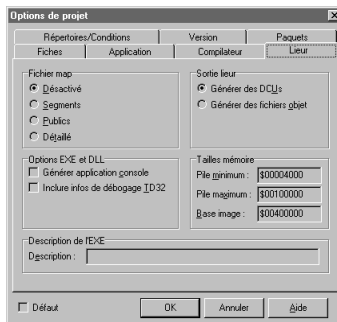 Options de projet
Répertoires/Conditions Version Paquets
Fiches Application Compilateur Lieur
Fichier map
Désactivé
Segments
Publics
Détaillé
Sortie lieur
Générer des DCUs
Générer des fichiers objet
Options EXE et DLL
Générer application console
Inclure infos de débogage TD32
Tailles mémoire
Pile minimum : $00004000
Pile maximum : $00100000
Base image : $00400000
Description de l'EXE
Description :
Défaut OK Annuler Aide